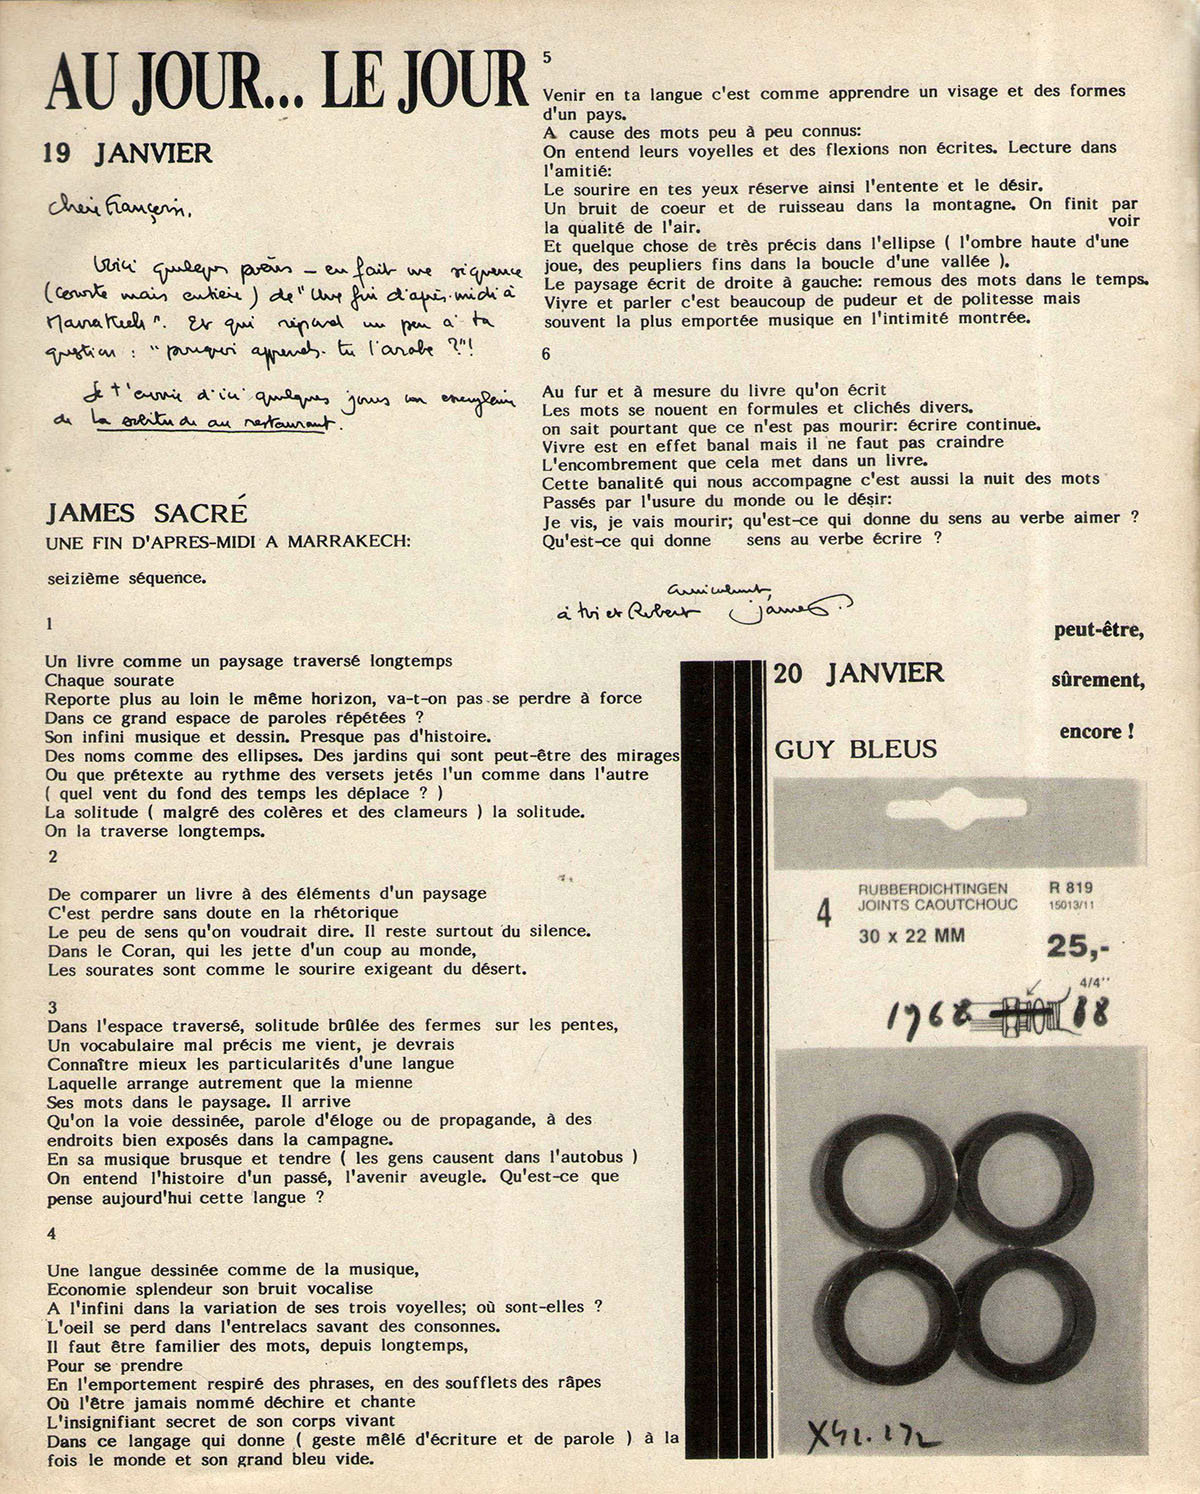 AU JOUR... LE JOUR
19 JANVIER
chère Françoise,
Voici quelques poèmes – en fait une séquence
(courte mais entière) de "Une fin d'après-midi à
Marrakech". Et qui répond un peu à ta
question : "pourquoi apprends-tu l'arabe ?"!
Je t'envoie d'ici quelques jours un exemplaire
de La solitude au restaurant.
JAMES SACRÉ
UNE FIN D'APRES-MIDI A MARRAKECH:
seizième séquence.
1
Un livre comme un paysage traversé longtemps
Chaque sourate
Reporte plus au loin le même horizon, va-t-on pas se perdre à force
Dans ce grand espace de paroles répétées ?
Son infini musique et dessin. Presque pas d'histoire.
Des noms comme des ellipses. Des jardins qui sont peut-être des mirages
Ou que prétexte au rythme des versets jetés l'un comme dans l'autre
( quel vent du fond des temps les déplace ? )
La solitude ( malgré des colères et des clameurs ) la solitude.
On la traverse longtemps.
2
De comparer un livre à des éléments d'un paysage
C'est perdre sans doute en la rhétorique
Le peu de sens qu'on voudrait dire. Il reste surtout du silence.
Dans le Coran, qui les jette d'un coup au monde,
Les sourates sont comme le sourire exigeant du désert.
3
Dans l'espace traversé, solitude brûlée des fermes sur les pentes,
Un vocabulaire mal précis me vient, je devrais
Connaître mieux les particularités d'une langue
Laquelle arrange autrement que la mienne
Ses mots dans le paysage. Il arrive
Qu'on la voie dessinée, parole d'éloge ou de propagande, à des
endroits bien exposés dans la campagne.
En sa musique brusque et tendre ( les gens causent dans l'autobus )
On entend l'histoire d'un passé, l'avenir aveugle. Qu'est-ce que
pense aujourd'hui cette langue ?
4
Une langue dessinée comme de la musique,
Economie splendeur son bruit vocalise
A l'infini dans la variation de ses trois voyelles; où sont-elles ?
L'oeil se perd dans l'entrelacs savant des consonnes.
Il faut être familier des mots, depuis longtemps,
Pour se prendre
En l'emportement respiré des phrases, en des soufflets des râpes
Où l'être jamais nommé déchire et chante
L'insignifiant secret de son corps vivant
Dans ce langage qui donne ( geste mêlé d'écriture et de parole ) à la
fois le monde et son grand bleu vide.
5
Venir en ta langue c'est comme apprendre un visage et des formes
d'un pays.
A cause des mots peu à peu connus:
On entend leurs voyelles et des flexions non écrites. Lecture dans
l'amitié:
Le sourire en tes yeux réserve ainsi l'entente et le désir.
Un bruit de coeur et de ruisseau dans la montagne. On finit par
voir
la qualité de l'air.
Et quelque chose de très précis dans l'ellipse ( l'ombre haute d'une
joue, des peupliers fins dans la boucle d'une vallée ).
Le paysage écrit de droite à gauche: remous des mots dans le temps.
Vivre et parler c'est beaucoup de pudeur et de politesse mais
souvent la plus emportée musique en l'intimité montrée.
6
Au fur et à mesure du livre qu'on écrit
Les mots se nouent en formules et clichés divers.
on sait pourtant que ce n'est pas mourir: écrire continue.
Vivre est en effet banal mais il ne faut pas craindre
L'encombrement que cela met dans un livre.
Cette banalité qui nous accompagne c'est aussi la nuit des mots
Passés par l'usure du monde ou le désir:
Je vis, je vais mourir; qu'est-ce qui donne du sens au verbe aimer ?
Qu'est-ce qui donne sens au verbe écrire ?
amicalement,
à toi et Robert James.
peut-être,
sûrement,
encore !
20 JANVIER
GUY BLEUS
4
RUBBERDICHTINGEN
JOINTS CAOUTCHOUC
30 x 22 MM
R 819
15013/11
25,-
4/4''
1968 88